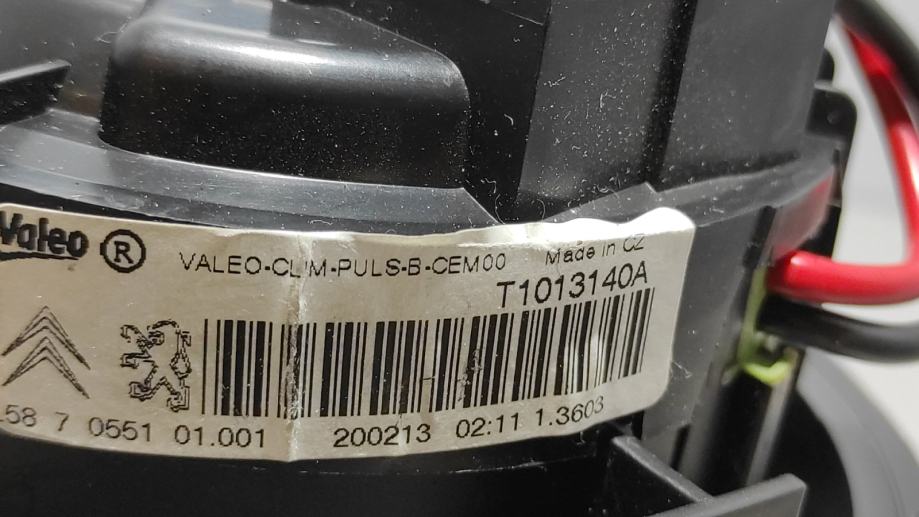 Valeo ®
VALEO-CLIM-PULS-B-CEM00 Made in CZ
T1013140A
58 7 0551 01.001 200213 02:11 1.3603